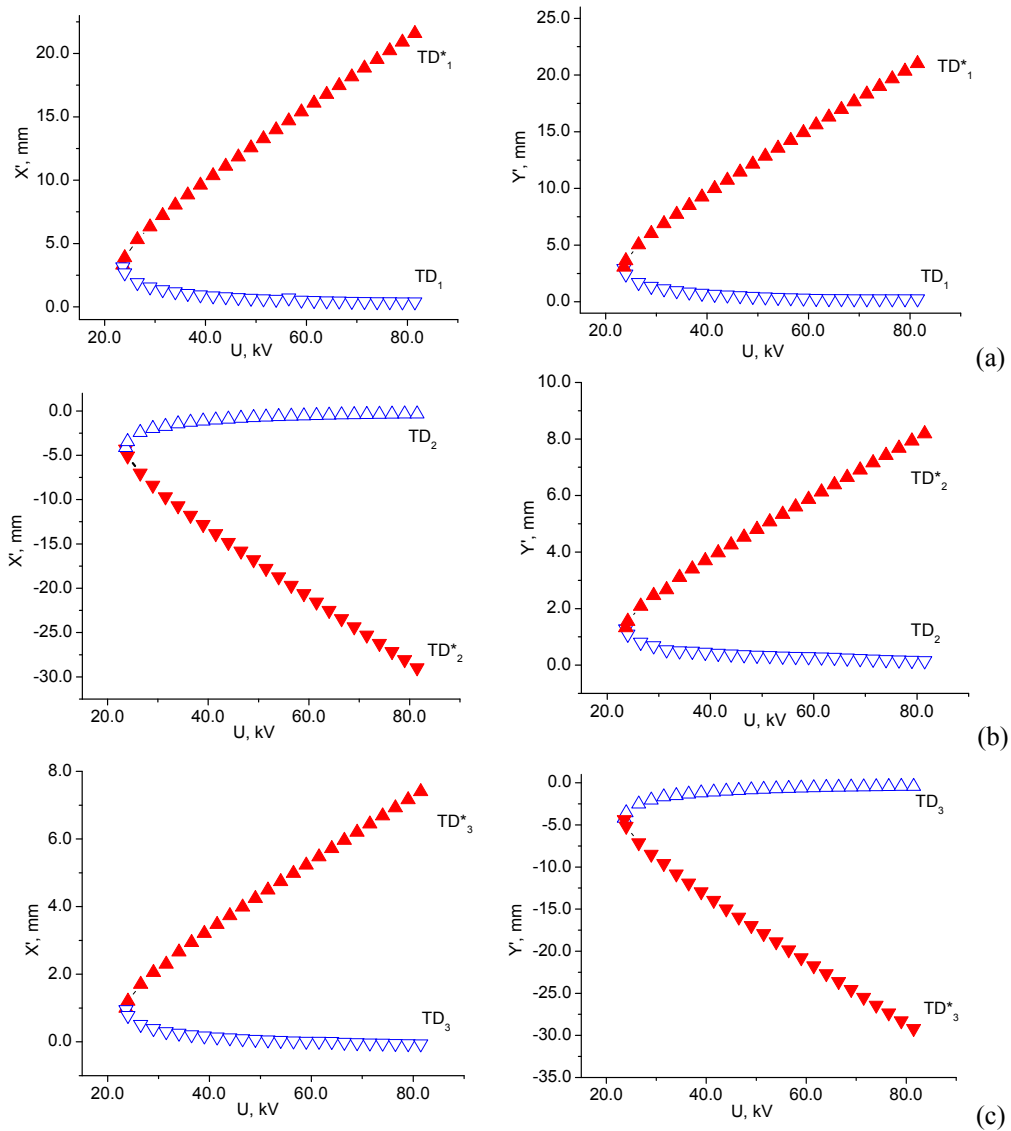 20.0
15.0
10.0
5.0
0.0
X', mm
TD*1
TD1
20.0 40.0 60.0 80.0
U, kV
25.0
20.0
15.0
10.0
5.0
0.0
Y', mm
TD*1
TD1
20.0 40.0 60.0 80.0
U, kV
(a)
0.0
-5.0
-10.0
-15.0
-20.0
-25.0
-30.0
X', mm
TD2
TD*2
20.0 40.0 60.0 80.0
U, kV
10.0
8.0
6.0
4.0
2.0
0.0
Y', mm
TD*2
TD2
20.0 40.0 60.0 80.0
U, kV
(b)
8.0
6.0
4.0
2.0
0.0
X', mm
TD*3
TD3
20.0 40.0 60.0 80.0
U, kV
0.0
-5.0
-10.0
-15.0
-20.0
-25.0
-30.0
-35.0
Y', mm
TD3
TD*3
20.0 40.0 60.0 80.0
U, kV
(c)